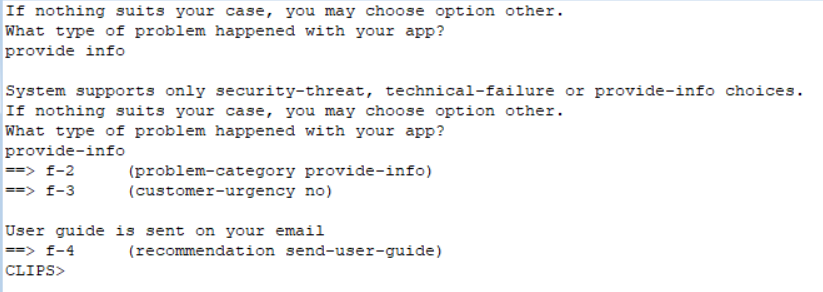 If nothing suits your case, you may choose option other.
What type of problem happened with your app?
provide info
System supports only security-threat, technical-failure or provide-info choices.
If nothing suits your case, you may choose option other.
What type of problem happened with your app?
provide-info
==> f-2     (problem-category provide-info)
==> f-3     (customer-urgency no)
User guide is sent on your email
==> f-4     (recommendation send-user-guide)
CLIPS>